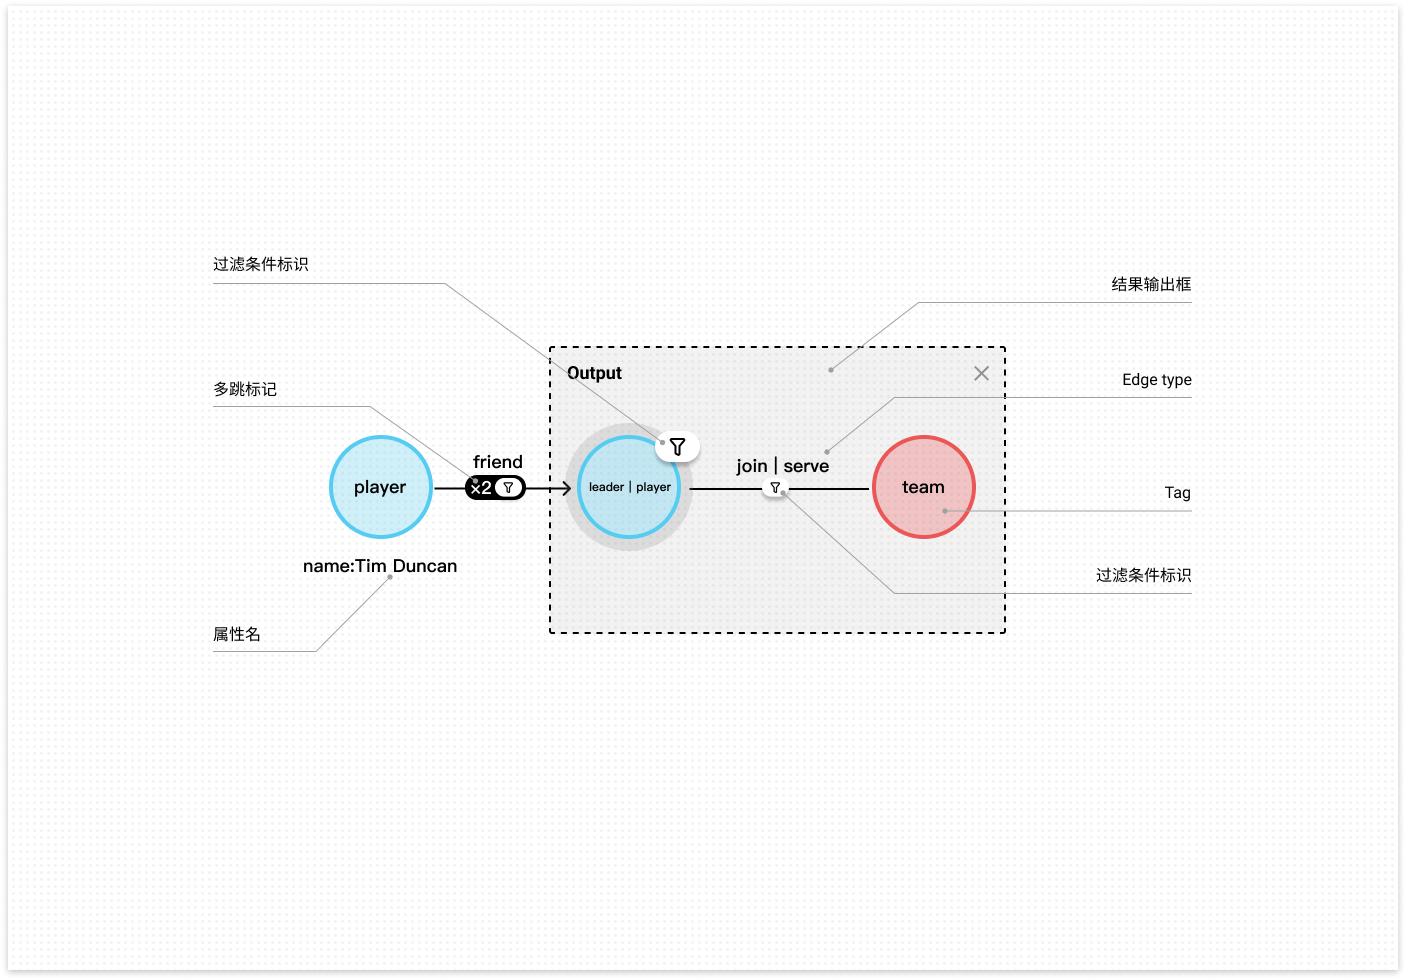 过滤条件标识
结果输出框
Output
Edge type
多跳标记
friend
join | serve
player
×2
leader | player
team
Tag
name:Tim Duncan
过滤条件标识
属性名